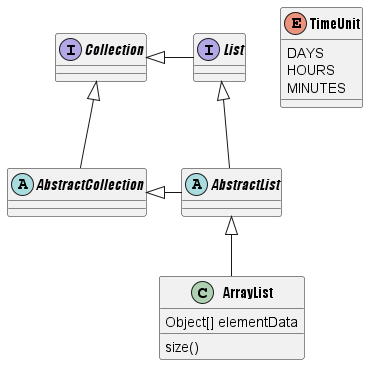 I Collection
I List
E TimeUnit
DAYS
HOURS
MINUTES
A AbstractCollection
A AbstractList
C ArrayList
Object[] elementData
size()